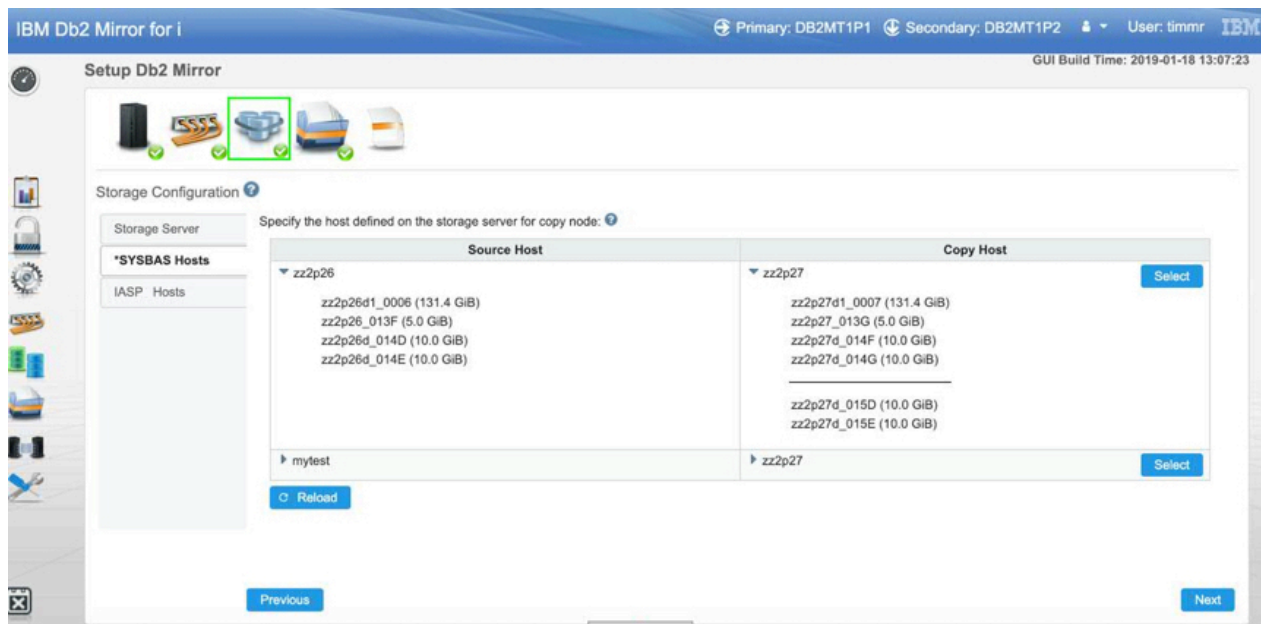 IBM Db2 Mirror for i
Primary: DB2MT1P1 Secondary: DB2MT1P2 User: timmr IBM
GUI Build Time: 2019-01-18 13:07:23
Setup Db2 Mirror
Storage Configuration
Storage Server
*SYSBAS Hosts
IASP Hosts
Specify the host defined on the storage server for copy node:
Source Host Copy Host
zz2p26 zz2p27 Select
zz2p26d1_0006 (131.4 GiB) zz2p27d1_0007 (131.4 GiB)
zz2p26_013F (5.0 GiB) zz2p27_013G (5.0 GiB)
zz2p26d_014D (10.0 GiB) zz2p27d_014F (10.0 GiB)
zz2p26d_014E (10.0 GiB) zz2p27d_014G (10.0 GiB)
zz2p27d_015D (10.0 GiB)
zz2p27d_015E (10.0 GiB)
mytest zz2p27 Select
Reload
Previous Next